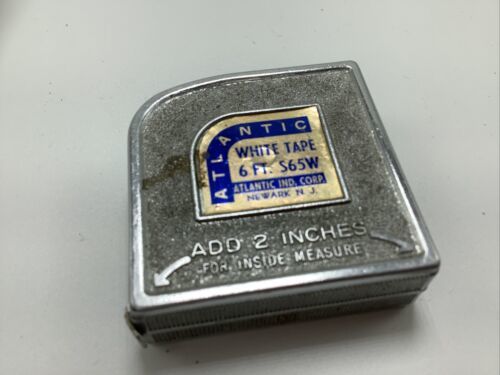 ATLANTIC
WHITE TAPE
6 FT. S65W
ATLANTIC IND. CORP.
NEWARK N. J.
ADD 2 INCHES
FOR INSIDE MEASURE